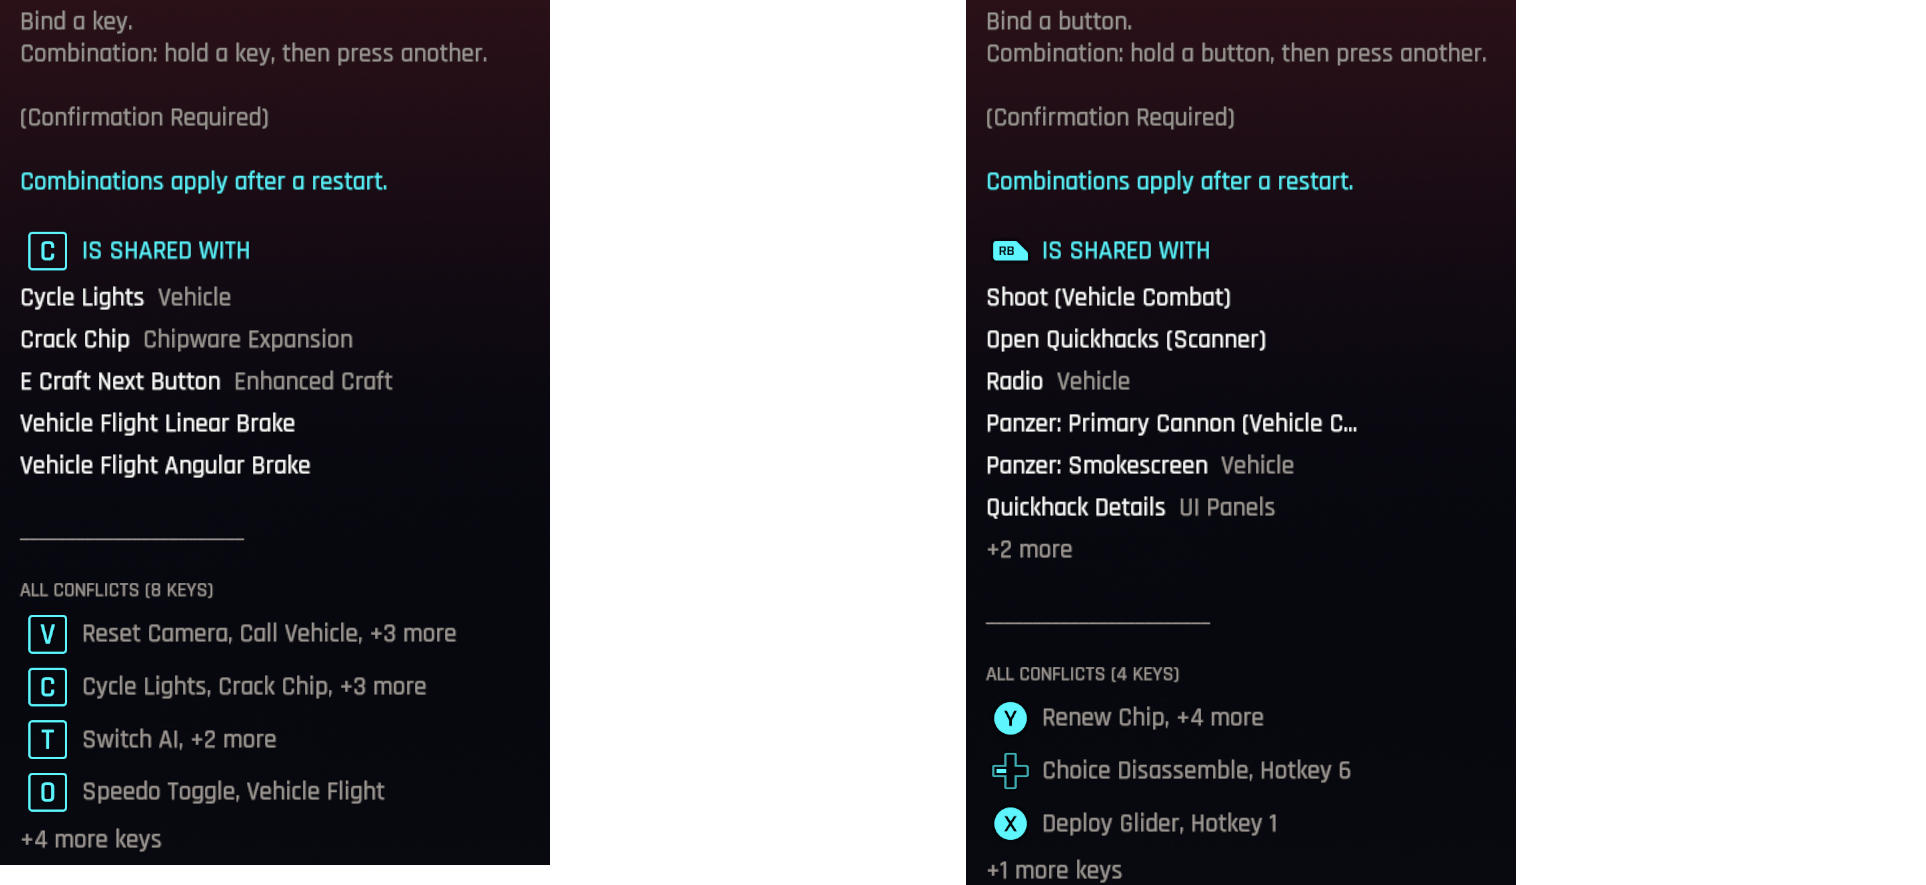 Bind a key.
Combination: hold a key, then press another.
(Confirmation Required)
Combinations apply after a restart.
C IS SHARED WITH
Cycle Lights Vehicle
Crack Chip Chipware Expansion
E Craft Next Button Enhanced Craft
Vehicle Flight Linear Brake
Vehicle Flight Angular Brake
ALL CONFLICTS (8 KEYS)
V Reset Camera, Call Vehicle, +3 more
C Cycle Lights, Crack Chip, +3 more
T Switch AI, +2 more
O Speedo Toggle, Vehicle Flight
+4 more keys
Bind a button.
Combination: hold a button, then press another.
(Confirmation Required)
Combinations apply after a restart.
RB IS SHARED WITH
Shoot (Vehicle Combat)
Open Quickhacks (Scanner)
Radio Vehicle
Panzer: Primary Cannon (Vehicle C...
Panzer: Smokescreen Vehicle
Quickhack Details UI Panels
+2 more
ALL CONFLICTS (4 KEYS)
Y Renew Chip, +4 more
Choice Disassemble, Hotkey 6
X Deploy Glider, Hotkey 1
+1 more keys